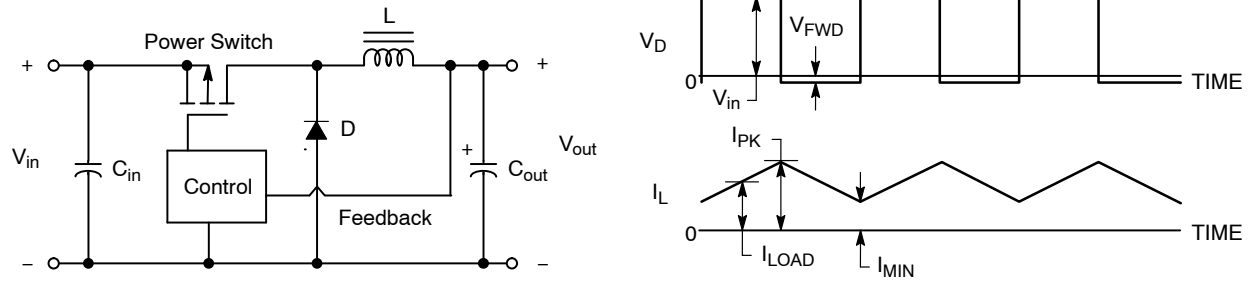 L
Power Switch
+
+
D
V_in
C_in
Control
+
C_out
V_out
Feedback
−
−
V_D
V_FWD
0
V_in
TIME
I_PK
I_L
0
TIME
I_LOAD
I_MIN